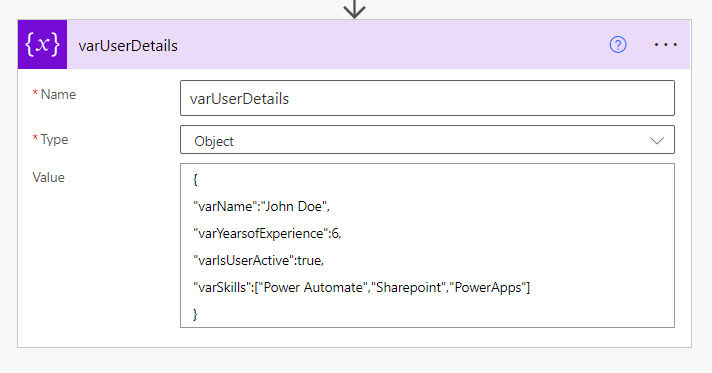 {x} varUserDetails ? ...
* Name varUserDetails
* Type Object
Value
{
"varName":"John Doe",
"varYearsofExperience":6,
"varIsUserActive":true,
"varSkills":["Power Automate","Sharepoint","PowerApps"]
}